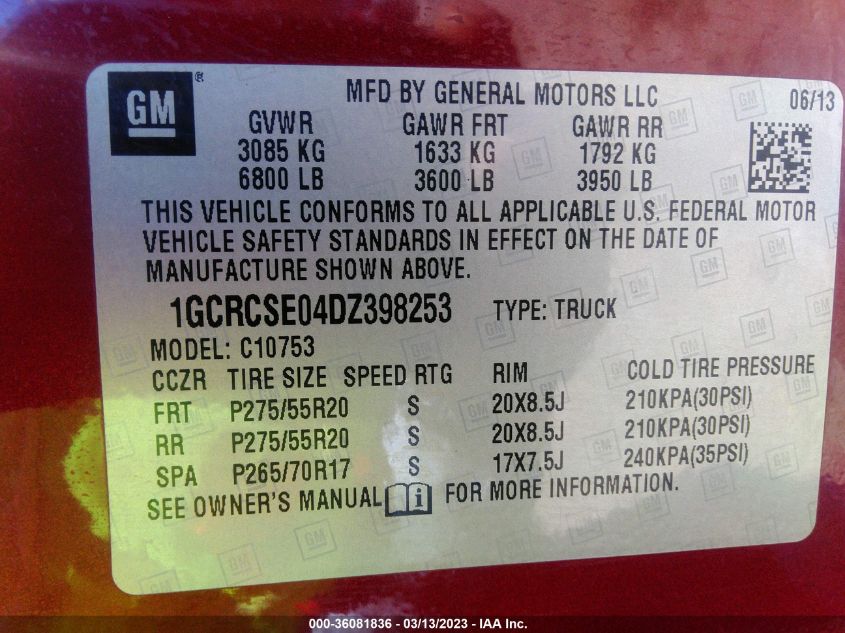 GM ®
MFD BY GENERAL MOTORS LLC 06/13
GVWR GAWR FRT GAWR RR
3085 KG 1633 KG 1792 KG
6800 LB 3600 LB 3950 LB
THIS VEHICLE CONFORMS TO ALL APPLICABLE U.S. FEDERAL MOTOR
VEHICLE SAFETY STANDARDS IN EFFECT ON THE DATE OF
MANUFACTURE SHOWN ABOVE.
1GCRCSE04DZ398253 TYPE: TRUCK
MODEL: C10753
CCZR TIRE SIZE SPEED RTG RIM COLD TIRE PRESSURE
FRT P275/55R20 S 20X8.5J 210KPA(30PSI)
RR P275/55R20 S 20X8.5J 210KPA(30PSI)
SPA P265/70R17 S 17X7.5J 240KPA(35PSI)
SEE OWNER'S MANUAL i FOR MORE INFORMATION.
000-36081836 - 03/13/2023 - IAA Inc.